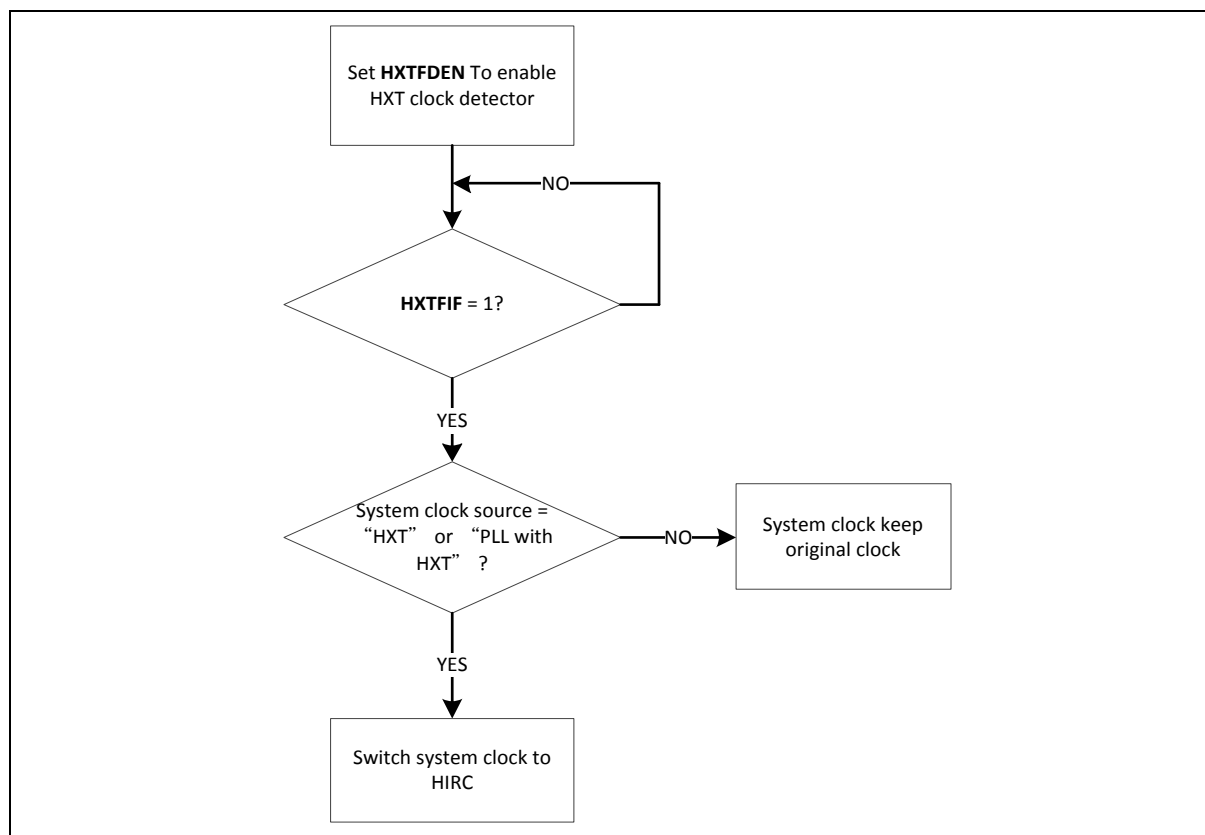 Set HXTFDEN To enable
HXT clock detector
NO
HXTFIF = 1?
YES
System clock source =
“HXT” or “PLL with
HXT” ?
NO
System clock keep
original clock
YES
Switch system clock to
HIRC